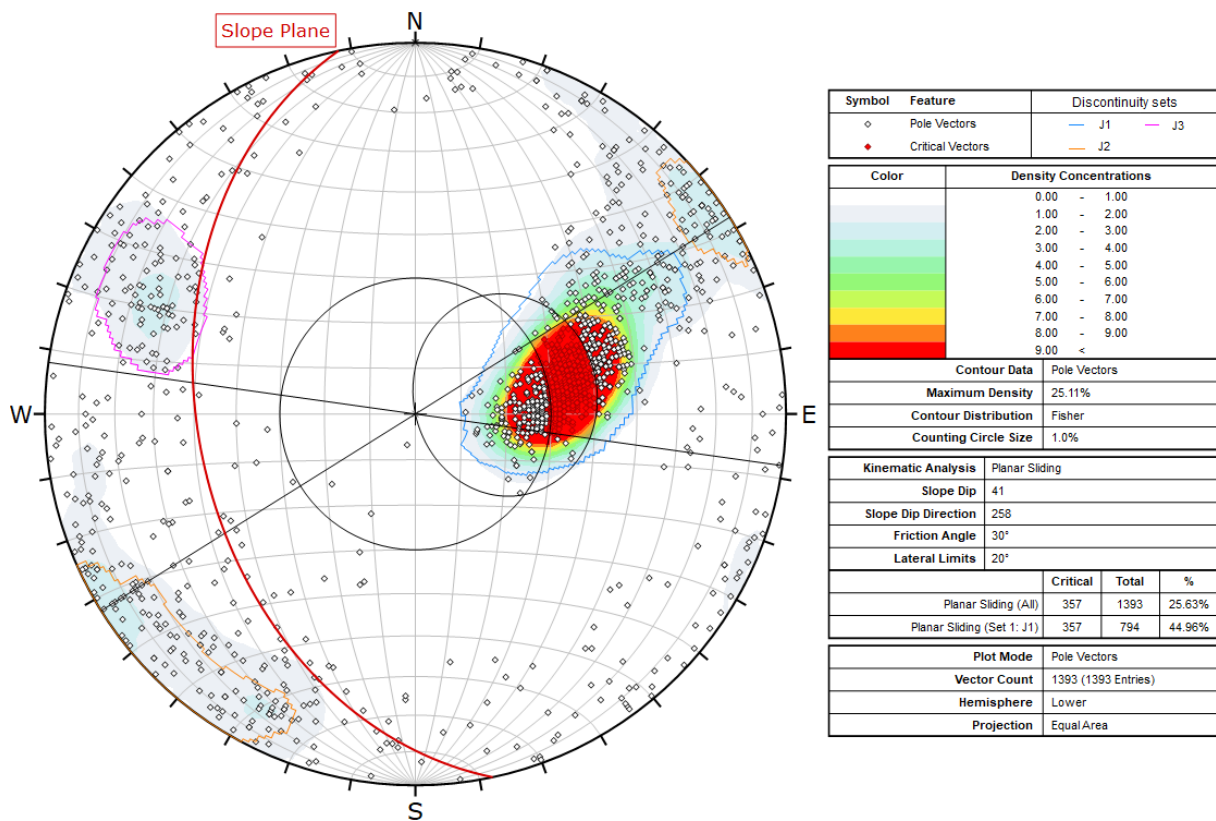 Slope Plane
N
W
E
S
Symbol Feature Discontinuity sets
Pole Vectors J1 J3
Critical Vectors J2
Color Density Concentrations
0.00 - 1.00
1.00 - 2.00
2.00 - 3.00
3.00 - 4.00
4.00 - 5.00
5.00 - 6.00
6.00 - 7.00
7.00 - 8.00
8.00 - 9.00
9.00 <
Contour Data Pole Vectors
Maximum Density 25.11%
Contour Distribution Fisher
Counting Circle Size 1.0%
Kinematic Analysis Planar Sliding
Slope Dip 41
Slope Dip Direction 258
Friction Angle 30°
Lateral Limits 20°
Critical Total %
Planar Sliding (All) 357 1393 25.63%
Planar Sliding (Set 1: J1) 357 794 44.96%
Plot Mode Pole Vectors
Vector Count 1393 (1393 Entries)
Hemisphere Lower
Projection Equal Area